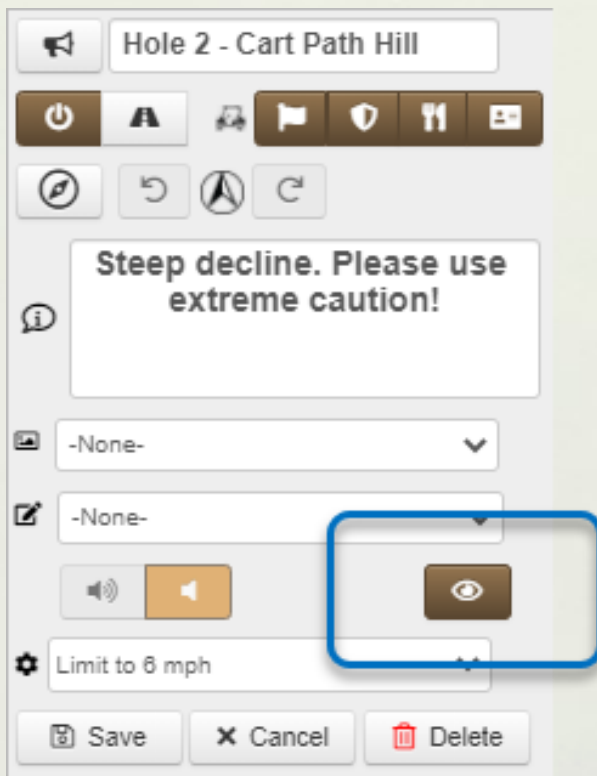 Hole 2 - Cart Path Hill
Steep decline. Please use
extreme caution!
-None-
-None-
Limit to 6 mph
Save
Cancel
Delete